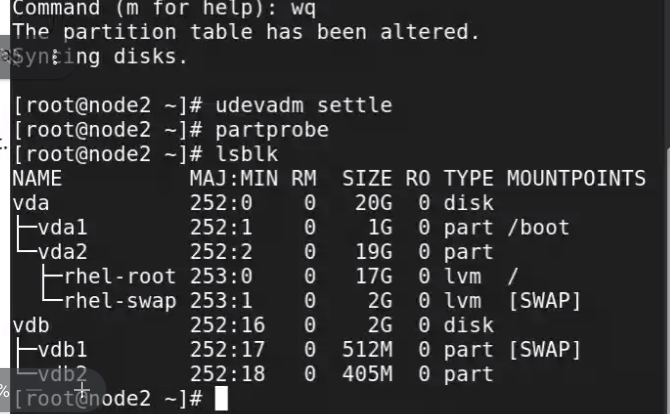 Command (m for help): wq
The partition table has been altered.
Syncing disks.
[root@node2 ~]# udevadm settle
[root@node2 ~]# partprobe
[root@node2 ~]# lsblk
NAME MAJ:MIN RM SIZE RO TYPE MOUNTPOINTS
vda 252:0 0 20G 0 disk
├─vda1 252:1 0 1G 0 part /boot
└─vda2 252:2 0 19G 0 part
├─rhel-root 253:0 0 17G 0 lvm /
└─rhel-swap 253:1 0 2G 0 lvm [SWAP]
vdb 252:16 0 2G 0 disk
├─vdb1 252:17 0 512M 0 part [SWAP]
└─vdb2 252:18 0 405M 0 part
[root@node2 ~]#